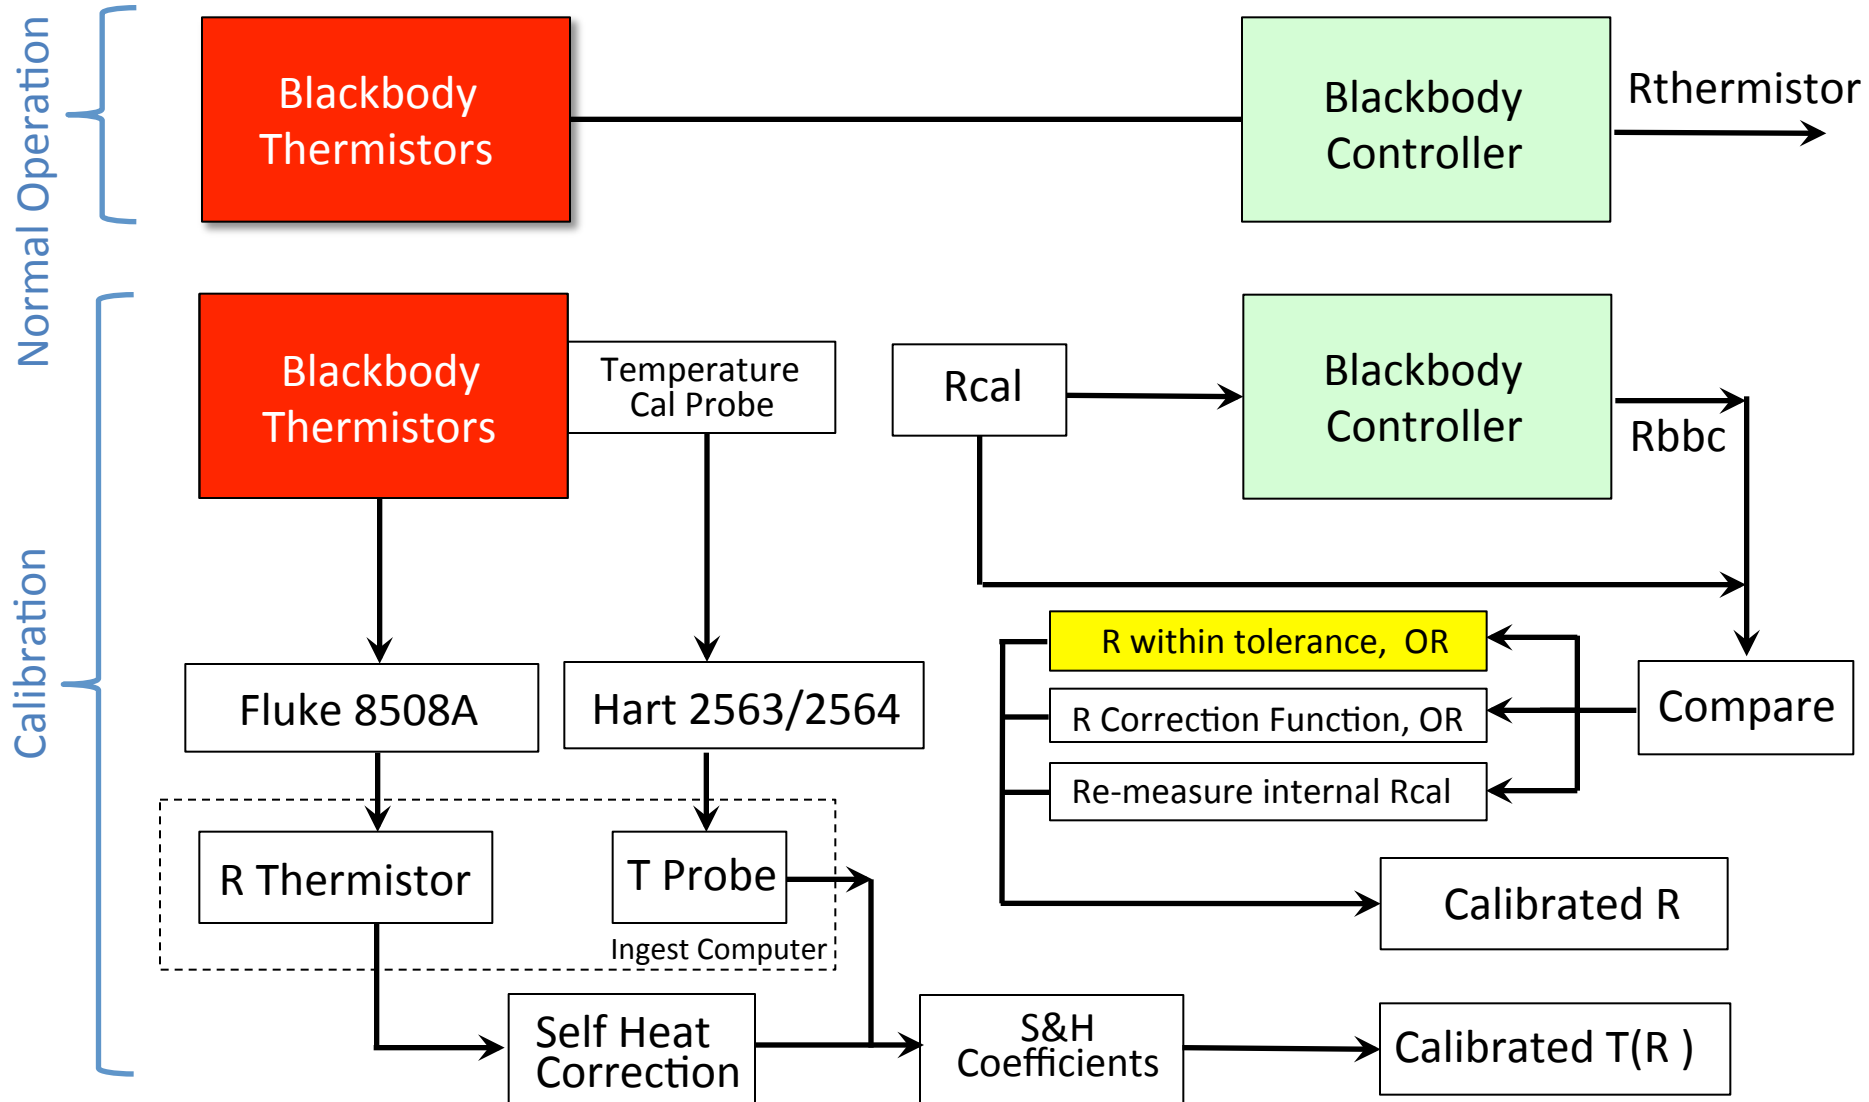 Normal Operation
Blackbody
Thermistors
Blackbody
Controller
Rthermistor
Calibration
Blackbody
Thermistors
Temperature
Cal Probe
Rcal
Blackbody
Controller
Rbbc
Fluke 8508A
Hart 2563/2564
R within tolerance, OR
R Correction Function, OR
Re-measure internal Rcal
Compare
R Thermistor
T Probe
Ingest Computer
Calibrated R
Self Heat
Correction
S&H
Coefficients
Calibrated T(R )